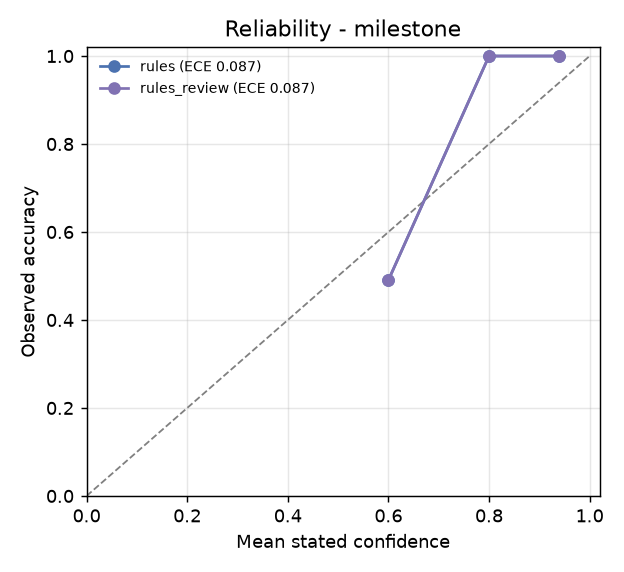 Reliability - milestone
rules (ECE 0.087)
rules_review (ECE 0.087)
Observed accuracy
1.0
0.8
0.6
0.4
0.2
0.0
0.0 0.2 0.4 0.6 0.8 1.0
Mean stated confidence